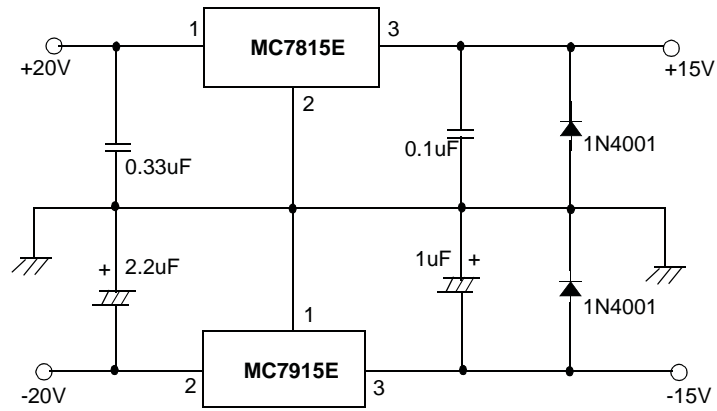 1
MC7815E
3
+20V
+15V
2
0.33uF
0.1uF
1N4001
+
2.2uF
1uF
+
1N4001
1
2
MC7915E
3
-20V
-15V